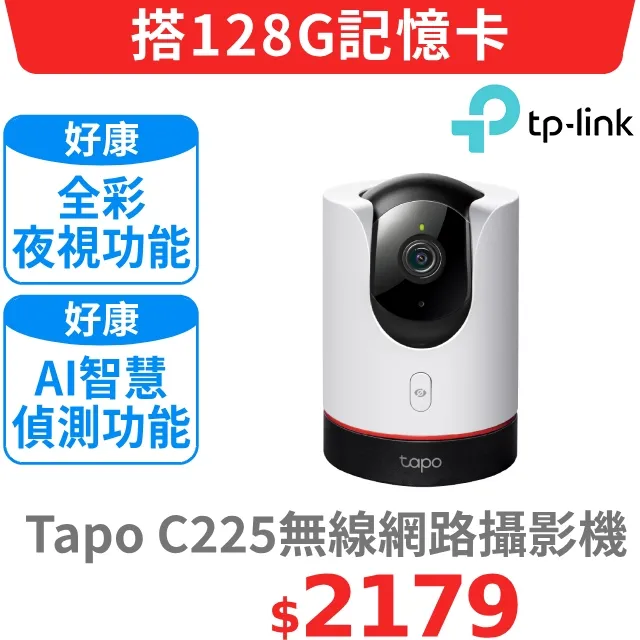 搭128G記憶卡
tp-link
好康
全彩
夜視功能
好康
AI智慧
偵測功能
tapo
Tapo C225無線網路攝影機
$2179